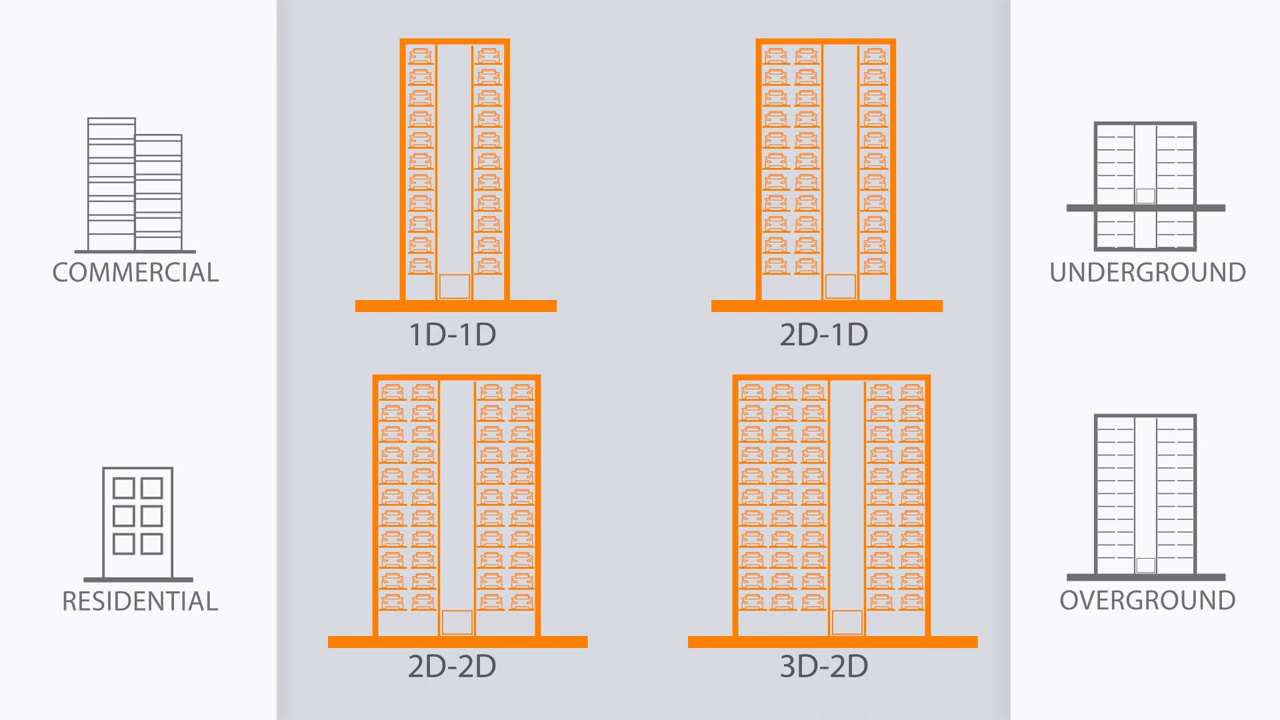 COMMERCIAL
RESIDENTIAL
1D-1D
2D-1D
2D-2D
3D-2D
UNDERGROUND
OVERGROUND